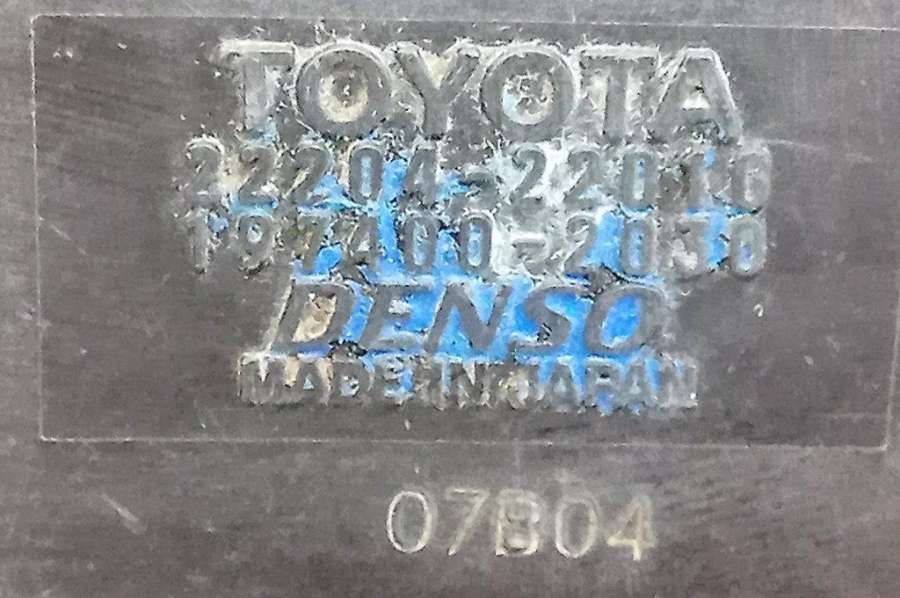 TOYOTA
22204-22010
197400-2030
DENSO
MADE IN JAPAN
07B04